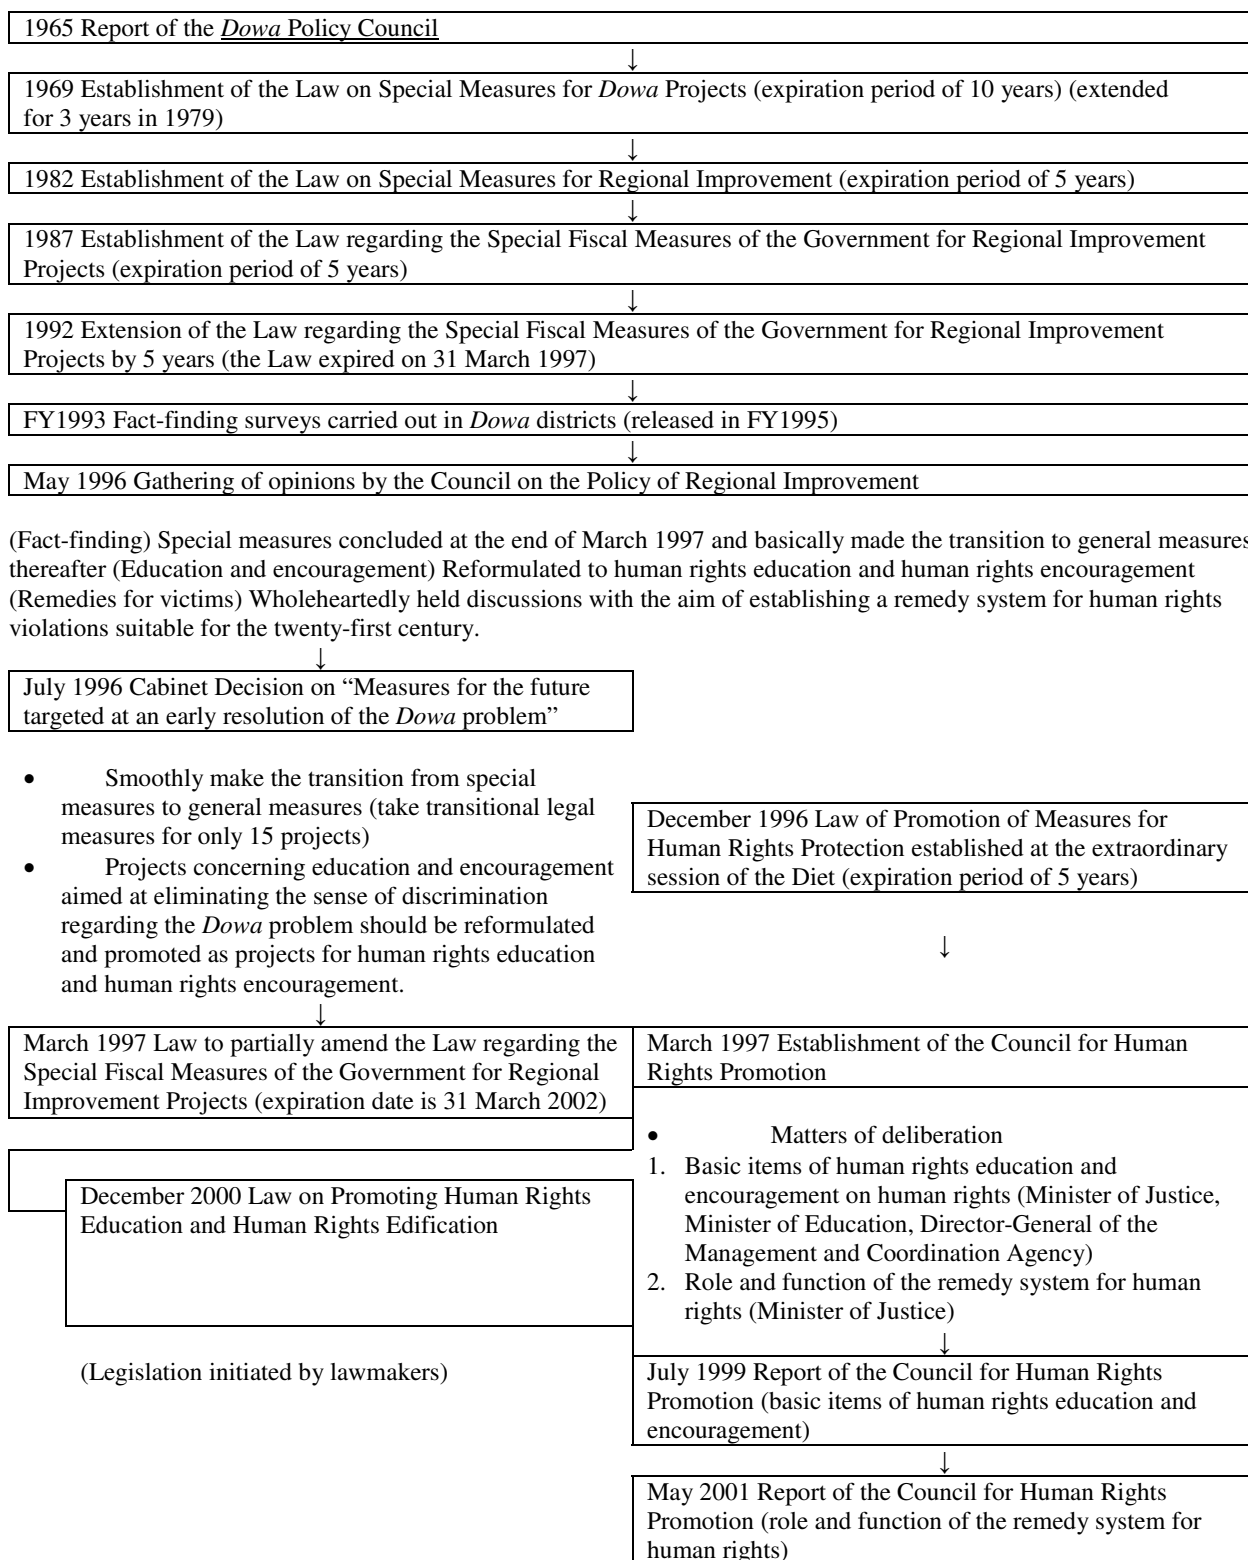 1965 Report of the Dowa Policy Council
↓
1969 Establishment of the Law on Special Measures for Dowa Projects (expiration period of 10 years) (extended
for 3 years in 1979)
↓
1982 Establishment of the Law on Special Measures for Regional Improvement (expiration period of 5 years)
↓
1987 Establishment of the Law regarding the Special Fiscal Measures of the Government for Regional Improvement
Projects (expiration period of 5 years)
↓
1992 Extension of the Law regarding the Special Fiscal Measures of the Government for Regional Improvement
Projects by 5 years (the Law expired on 31 March 1997)
↓
FY1993 Fact-finding surveys carried out in Dowa districts (released in FY1995)
↓
May 1996 Gathering of opinions by the Council on the Policy of Regional Improvement
(Fact-finding) Special measures concluded at the end of March 1997 and basically made the transition to general measures
thereafter (Education and encouragement) Reformulated to human rights education and human rights encouragement
(Remedies for victims) Wholeheartedly held discussions with the aim of establishing a remedy system for human rights
violations suitable for the twenty-first century.
↓
July 1996 Cabinet Decision on “Measures for the future
targeted at an early resolution of the Dowa problem”
• Smoothly make the transition from special
measures to general measures (take transitional legal
measures for only 15 projects)
• Projects concerning education and encouragement
aimed at eliminating the sense of discrimination
regarding the Dowa problem should be reformulated
and promoted as projects for human rights education
and human rights encouragement.
↓
December 1996 Law of Promotion of Measures for
Human Rights Protection established at the extraordinary
session of the Diet (expiration period of 5 years)
↓
March 1997 Law to partially amend the Law regarding the
Special Fiscal Measures of the Government for Regional
Improvement Projects (expiration date is 31 March 2002)
December 2000 Law on Promoting Human Rights
Education and Human Rights Edification
(Legislation initiated by lawmakers)
March 1997 Establishment of the Council for Human
Rights Promotion
• Matters of deliberation
1. Basic items of human rights education and
encouragement on human rights (Minister of Justice,
Minister of Education, Director-General of the
Management and Coordination Agency)
2. Role and function of the remedy system for human
rights (Minister of Justice)
↓
July 1999 Report of the Council for Human Rights
Promotion (basic items of human rights education and
encouragement)
↓
May 2001 Report of the Council for Human Rights
Promotion (role and function of the remedy system for
human rights)